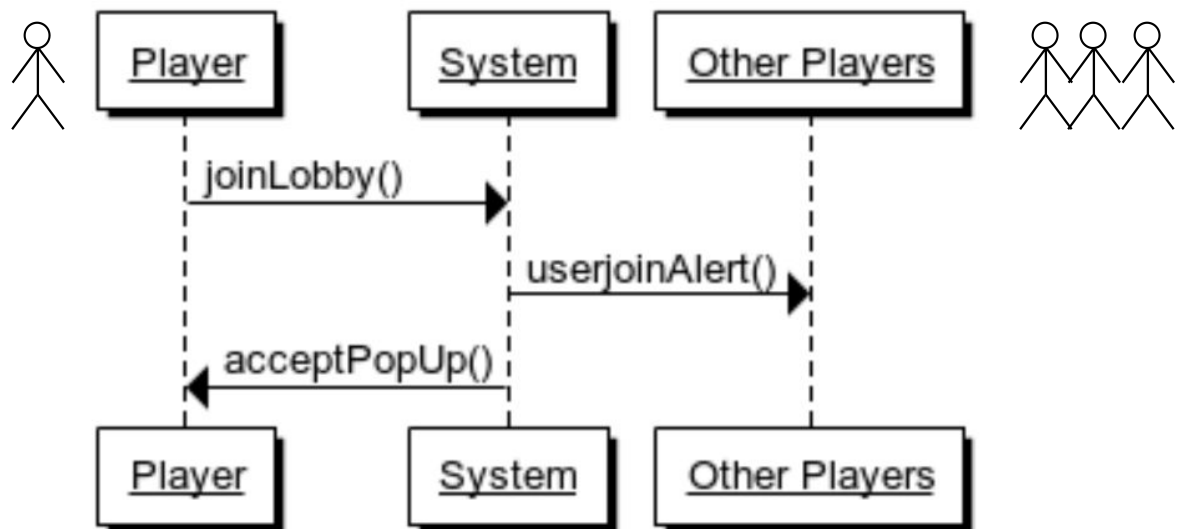 Player System Other Players
joinLobby()
userjoinAlert()
acceptPopUp()
Player System Other Players